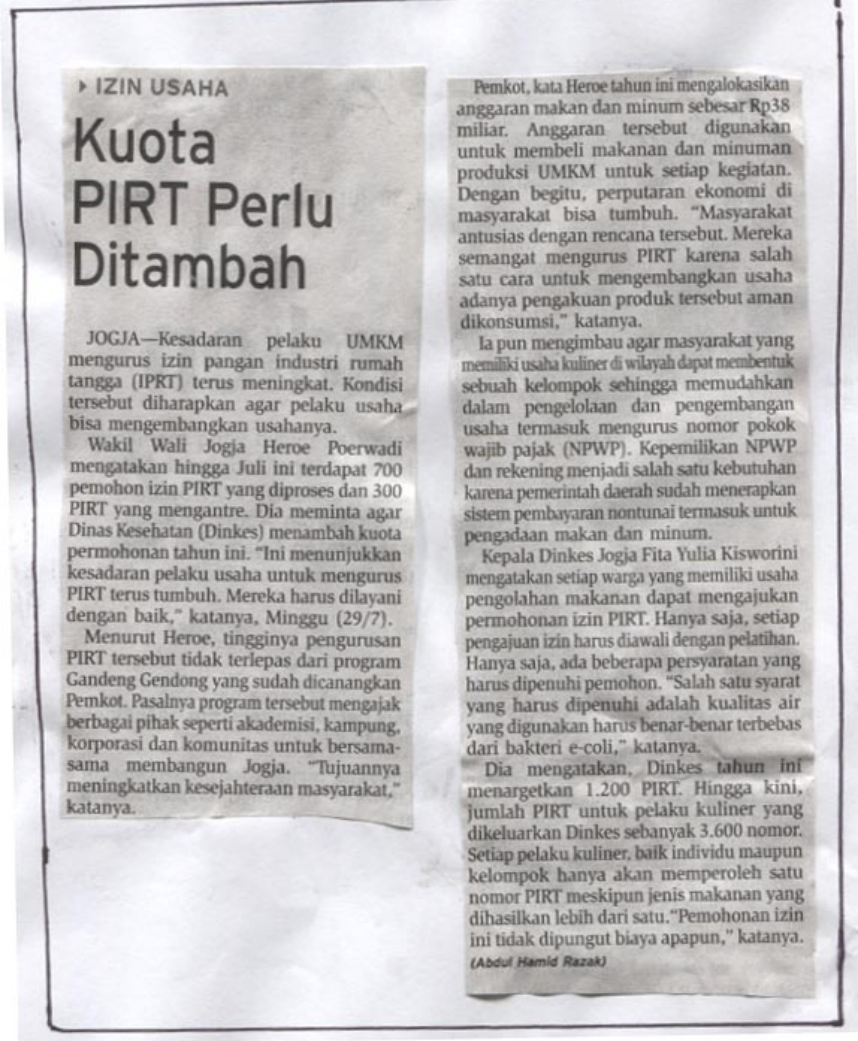 IZIN USAHA
Kuota
PIRT Perlu
Ditambah
JOGJA—Kesadaran pelaku UMKM
mengurus izin pangan industri rumah
tangga (IPRT) terus meningkat. Kondisi
tersebut diharapkan agar pelaku usaha
bisa mengembangkan usahanya.
Wakil Wali Jogja Heroe Poerwadi
mengatakan hingga Juli ini terdapat 700
pemohon izin PIRT yang diproses dan 300
PIRT yang mengantre. Dia meminta agar
Dinas Kesehatan (Dinkes) menambah kuota
permohonan tahun ini. “Ini menunjukkan
kesadaran pelaku usaha untuk mengurus
PIRT terus tumbuh. Mereka harus dilayani
dengan baik,” katanya, Minggu (29/7).
Menurut Heroe, tingginya pengurusan
PIRT tersebut tidak terlepas dari program
Gandeng Gendong yang sudah dicanangkan
Pemkot. Pasalnya program tersebut mengajak
berbagai pihak seperti akademisi, kampung,
korporasi dan komunitas untuk bersama-
sama membangun Jogja. “Tujuannya
meningkatkan kesejahteraan masyarakat,”
katanya.
Pemkot, kata Heroe tahun ini mengalokasikan
anggaran makan dan minum sebesar Rp38
miliar. Anggaran tersebut digunakan
untuk membeli makanan dan minuman
produksi UMKM untuk setiap kegiatan.
Dengan begitu, perputaran ekonomi di
masyarakat bisa tumbuh. “Masyarakat
antusias dengan rencana tersebut. Mereka
semangat mengurus PIRT karena salah
satu cara untuk mengembangkan usaha
adanya pengakuan produk tersebut aman
dikonsumsi,” katanya.
Ia pun mengimbau agar masyarakat yang
memiliki usaha kuliner di wilayah dapat membentuk
sebuah kelompok sehingga memudahkan
dalam pengelolaan dan pengembangan
usaha termasuk mengurus nomor pokok
wajib pajak (NPWP). Kepemilikan NPWP
dan rekening menjadi salah satu kebutuhan
karena pemerintah daerah sudah menerapkan
sistem pembayaran nontunai termasuk untuk
pengadaan makan dan minum.
Kepala Dinkes Jogja Fita Yulia Kisworini
mengatakan setiap warga yang memiliki usaha
pengolahan makanan dapat mengajukan
permohonan izin PIRT. Hanya saja, setiap
pengajuan izin harus diawali dengan pelatihan.
Hanya saja, ada beberapa persyaratan yang
harus dipenuhi pemohon. “Salah satu syarat
yang harus dipenuhi adalah kualitas air
yang digunakan harus benar-benar terbebas
dari bakteri e-coli,” katanya.
Dia mengatakan, Dinkes tahun ini
menargetkan 1.200 PIRT. Hingga kini,
jumlah PIRT untuk pelaku kuliner yang
dikeluarkan Dinkes sebanyak 3.600 nomor.
Setiap pelaku kuliner, baik individu maupun
kelompok hanya akan memperoleh satu
nomor PIRT meskipun jenis makanan yang
dihasilkan lebih dari satu.“Pemohonan izin
ini tidak dipungut biaya apapun,” katanya.
(Abdul Hamid Razak)